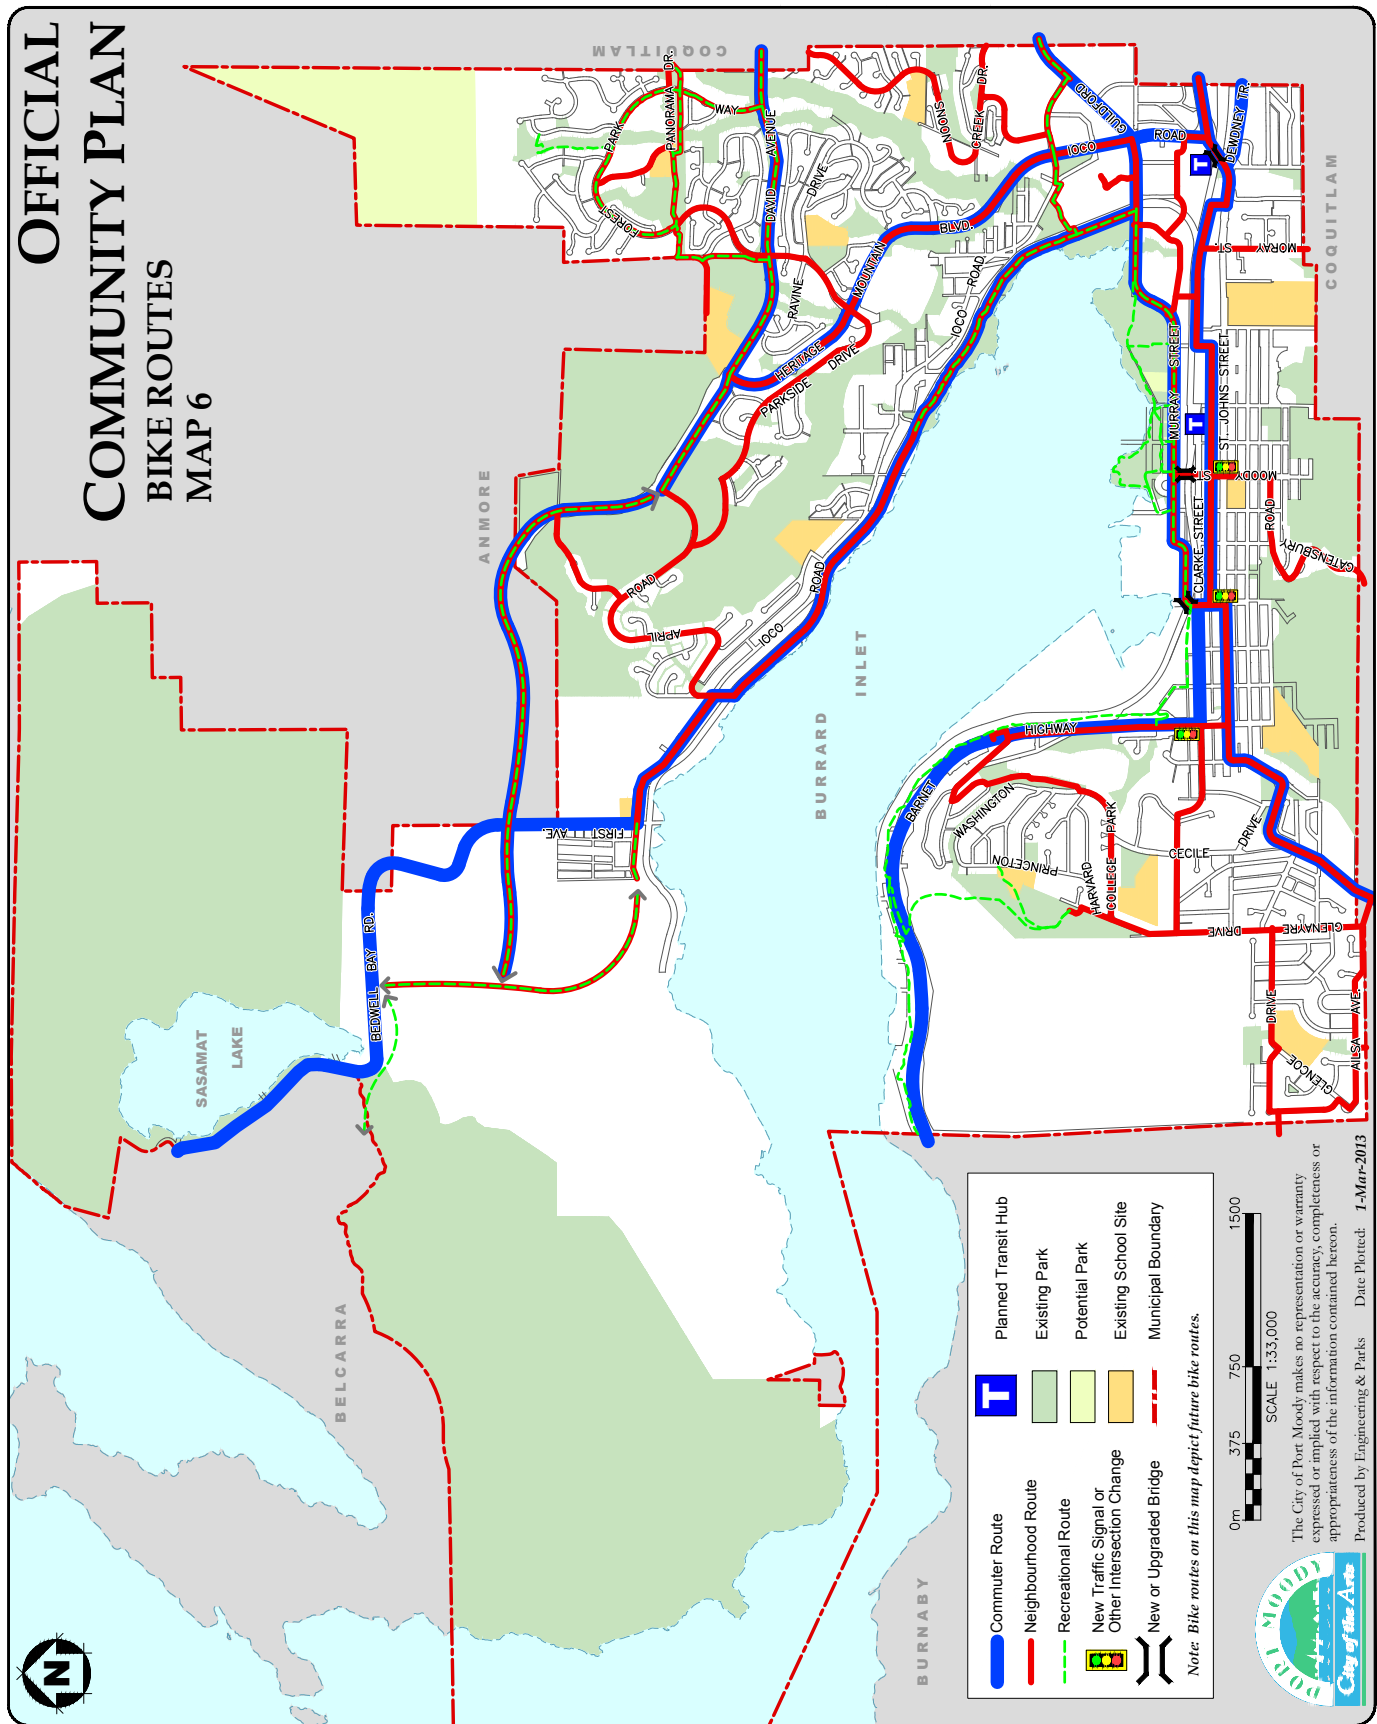 OFFICIAL
COMMUNITY PLAN
BIKE ROUTES
MAP 6
N
COQUITLAM
ANMORE
COQUITLAM
BURRARD
INLET
SASAMAT
LAKE
BELCARRA
BURNABY
PANORAMA DR.
PARK
WAY
FOREST
DAVID AVENUE
DRIVE
RAVINE
NOONS
CREEK DR.
GUILDFORD
IOCO
ROAD
DEWDNEY TR.
HERITAGE
MOUNTAIN
BLVD.
PARKSIDE
DRIVE
IOCO
ROAD
MORAY
ST.
MURRAY STREET
ST. JOHNS STREET
CLARKE STREET
MOODY
ST.
ROAD
GATENSBURY
T
T
APRIL
ROAD
IOCO
ROAD
FIRST AVE.
BEDWELL BAY RD.
BARNET
HIGHWAY
WASHINGTON
PRINCETON
HARVARD
COLLEGE PARK
CECILE
DRIVE
GLENAYRE
DRIVE
DRIVE
GLENCOE
AILSA AVE.
Commuter Route
Neighbourhood Route
Recreational Route
New Traffic Signal or
Other Intersection Change
New or Upgraded Bridge
T
Planned Transit Hub
Existing Park
Potential Park
Existing School Site
Municipal Boundary
Note: Bike routes on this map depict future bike routes.
0m 375 750 1500
SCALE 1:33,000
PORT MOODY
City of the Arts
The City of Port Moody makes no representation or warranty
expressed or implied with respect to the accuracy, completeness or
appropriateness of the information contained hereon.
Produced by Engineering & Parks Date Plotted: 1-Mar-2013